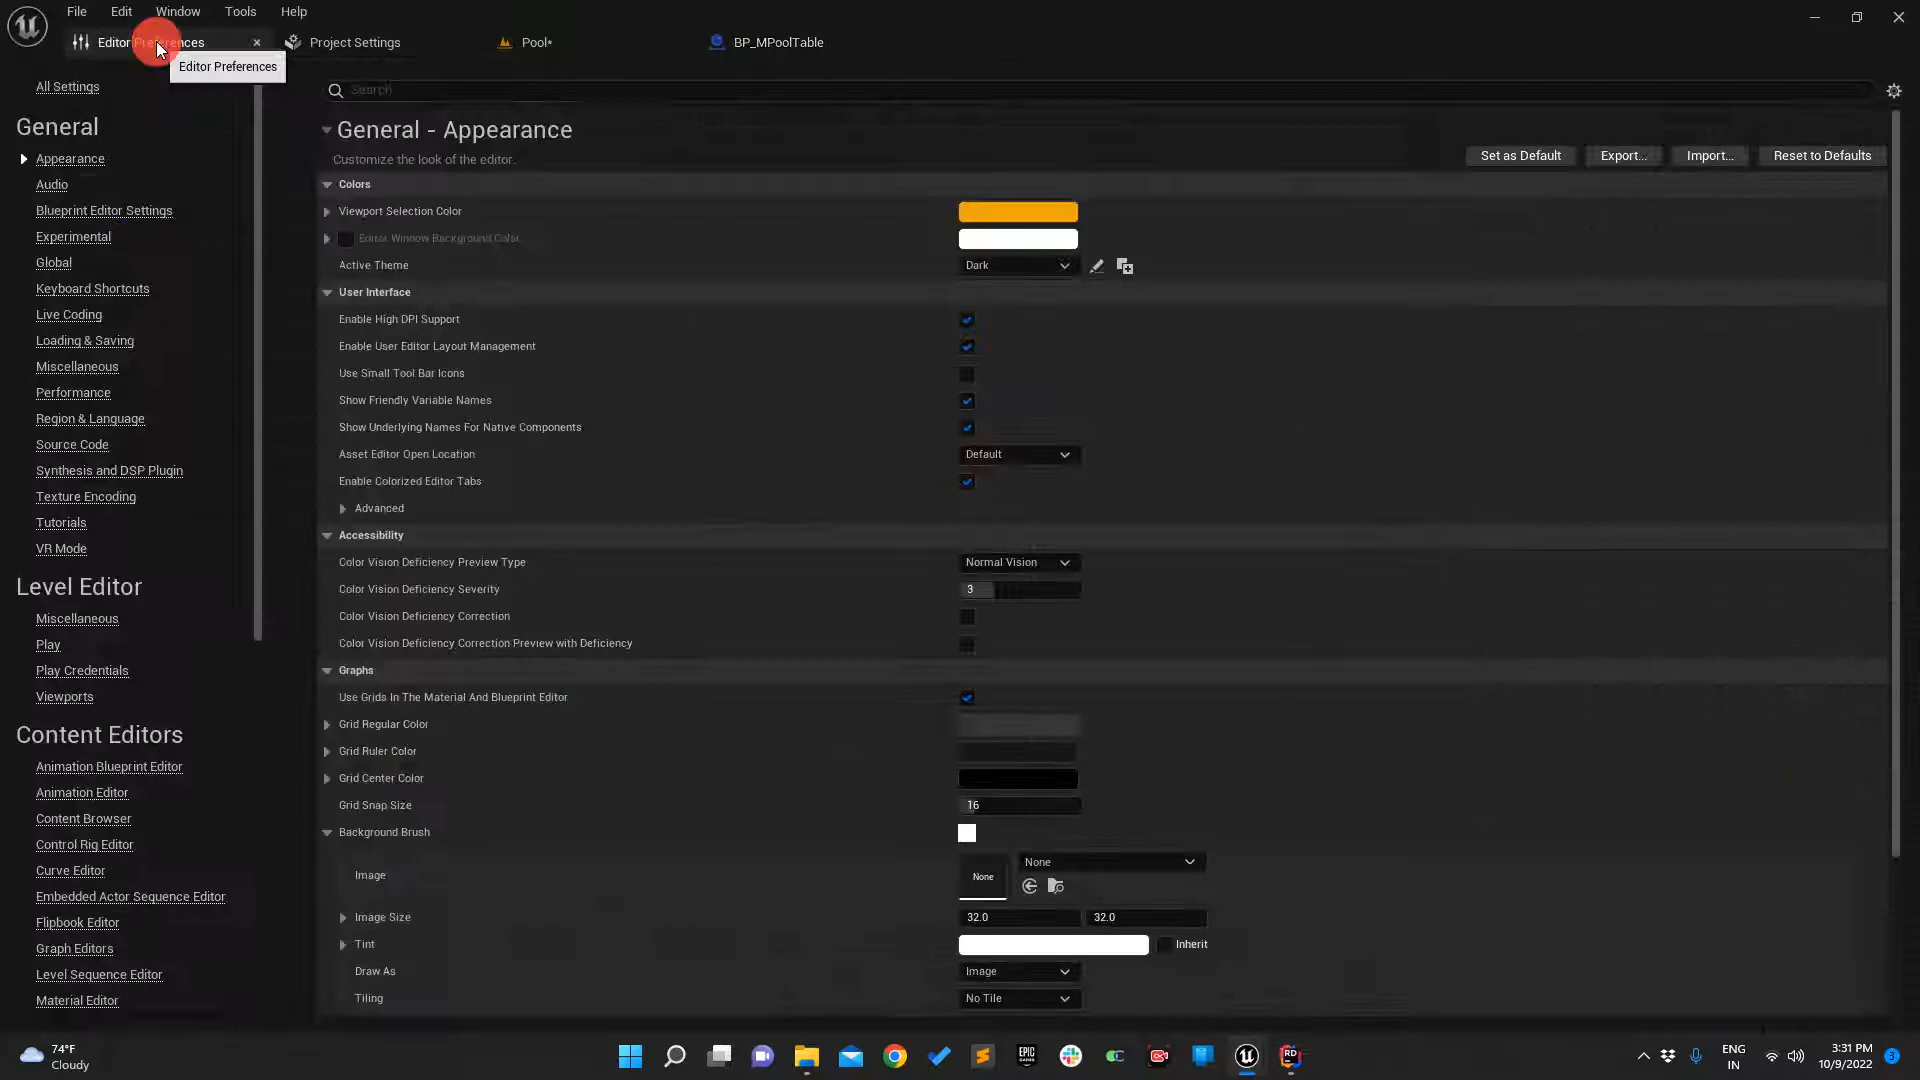 File Edit Window Tools Help
Editor Preferences Project Settings Pool* BP_MPoolTable
Editor Preferences
All Settings
General
Appearance
Audio
Blueprint Editor Settings
Experimental
Global
Keyboard Shortcuts
Live Coding
Loading & Saving
Miscellaneous
Performance
Region & Language
Source Code
Synthesis and DSP Plugin
Texture Encoding
Tutorials
VR Mode
Level Editor
Miscellaneous
Play
Play Credentials
Viewports
Content Editors
Animation Blueprint Editor
Animation Editor
Content Browser
Control Rig Editor
Curve Editor
Embedded Actor Sequence Editor
Flipbook Editor
Graph Editors
Level Sequence Editor
Material Editor
Search
General - Appearance
Customize the look of the editor.
Set as Default Export... Import... Reset to Defaults
Colors
Viewport Selection Color
Editor Window Background Color
Active Theme Dark
User Interface
Enable High DPI Support
Enable User Editor Layout Management
Use Small Tool Bar Icons
Show Friendly Variable Names
Show Underlying Names For Native Components
Asset Editor Open Location Default
Enable Colorized Editor Tabs
Advanced
Accessibility
Color Vision Deficiency Preview Type Normal Vision
Color Vision Deficiency Severity 3
Color Vision Deficiency Correction
Color Vision Deficiency Correction Preview with Deficiency
Graphs
Use Grids In The Material And Blueprint Editor
Grid Regular Color
Grid Ruler Color
Grid Center Color
Grid Snap Size 16
Background Brush
Image None None
Image Size 32.0 32.0
Tint Inherit
Draw As Image
Tiling No Tile
74°F
Cloudy
EPIC GAMES
RD
ENG
IN
3:31 PM
10/9/2022
3